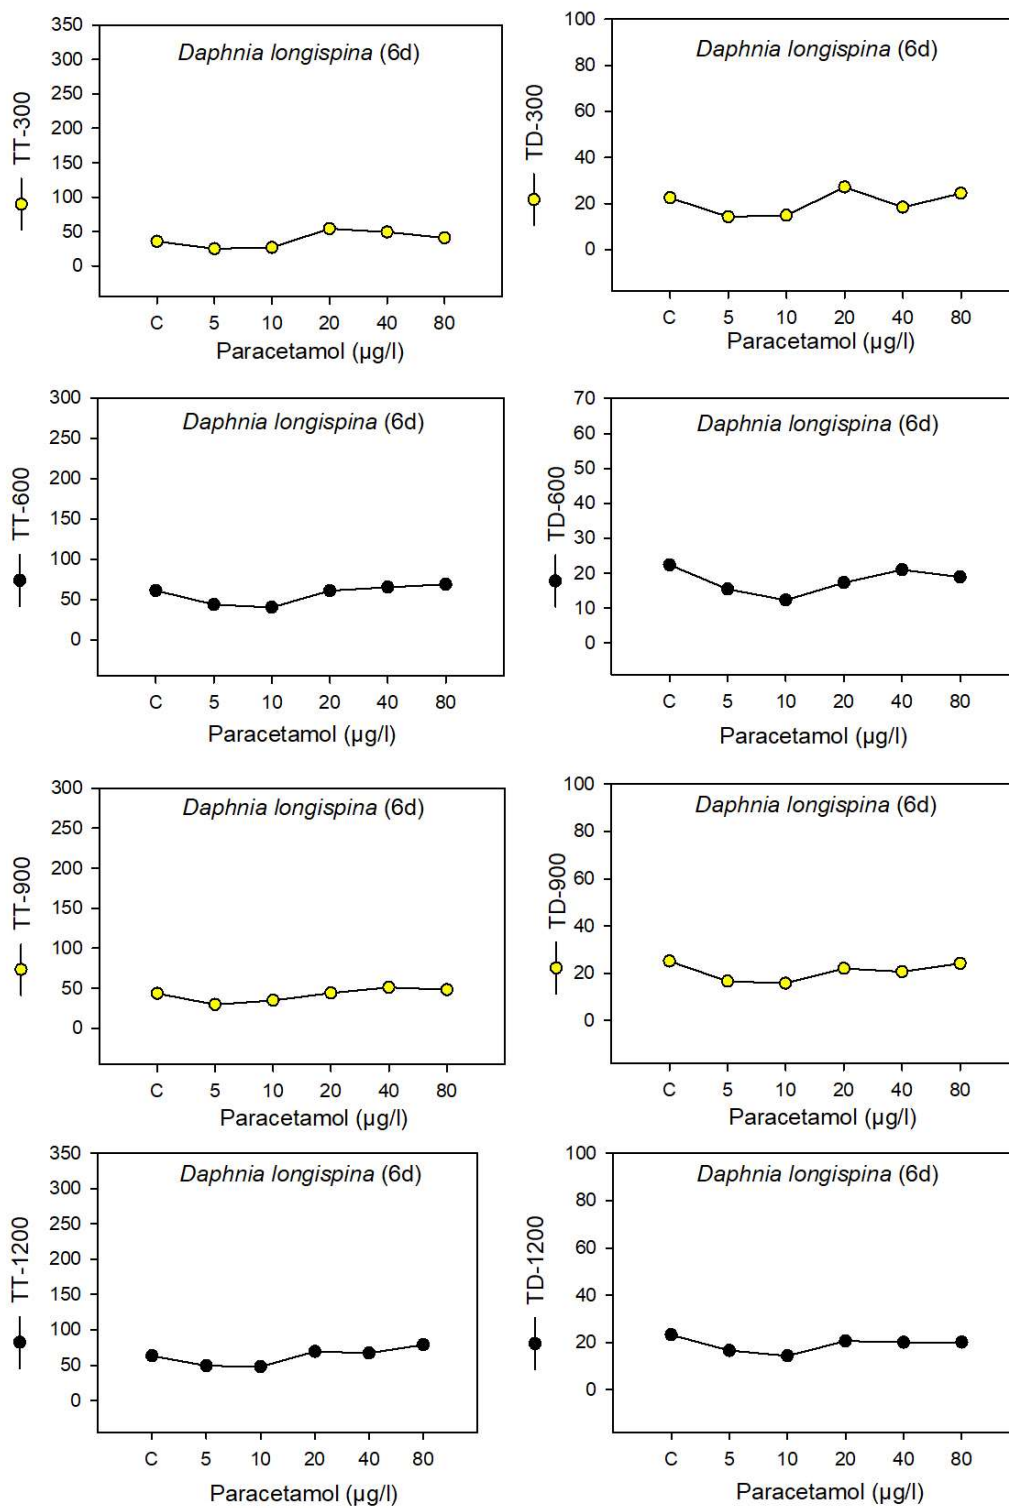 350
300
250
200
150
100
50
0
TT-300
Daphnia longispina (6d)
C 5 10 20 40 80
Paracetamol (µg/l)
100
80
60
40
20
0
TD-300
Daphnia longispina (6d)
C 5 10 20 40 80
Paracetamol (µg/l)
300
250
200
150
100
50
0
TT-600
Daphnia longispina (6d)
C 5 10 20 40 80
Paracetamol (µg/l)
70
60
50
40
30
20
10
0
TD-600
Daphnia longispina (6d)
C 5 10 20 40 80
Paracetamol (µg/l)
300
250
200
150
100
50
0
TT-900
Daphnia longispina (6d)
C 5 10 20 40 80
Paracetamol (µg/l)
100
80
60
40
20
0
TD-900
Daphnia longispina (6d)
C 5 10 20 40 80
Paracetamol (µg/l)
350
300
250
200
150
100
50
0
TT-1200
Daphnia longispina (6d)
C 5 10 20 40 80
Paracetamol (µg/l)
100
80
60
40
20
0
TD-1200
Daphnia longispina (6d)
C 5 10 20 40 80
Paracetamol (µg/l)